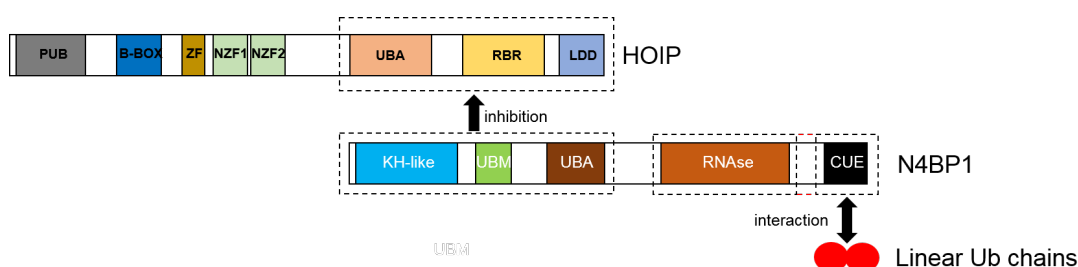 PUB B-BOX ZF NZF1 NZF2 UBA RBR LDD HOIP
inhibition
KH-like UBM UBA RNAse CUE N4BP1
interaction
UBM
Linear Ub chains